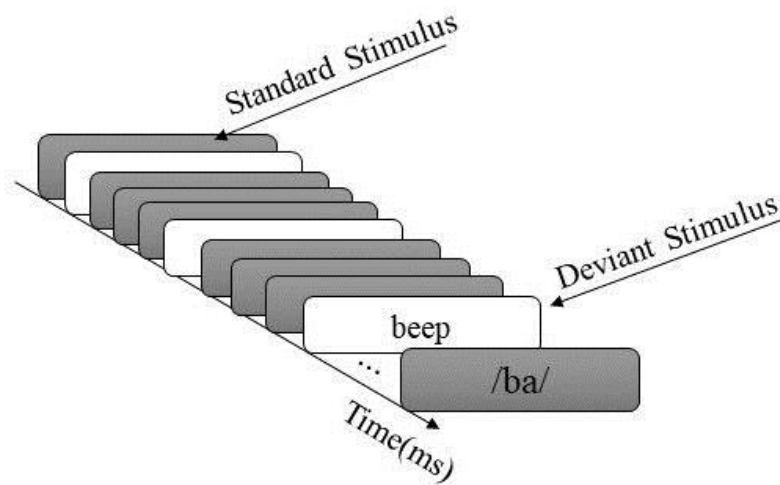 Standard Stimulus
Deviant Stimulus
beep
...
/ba/
Time(ms)